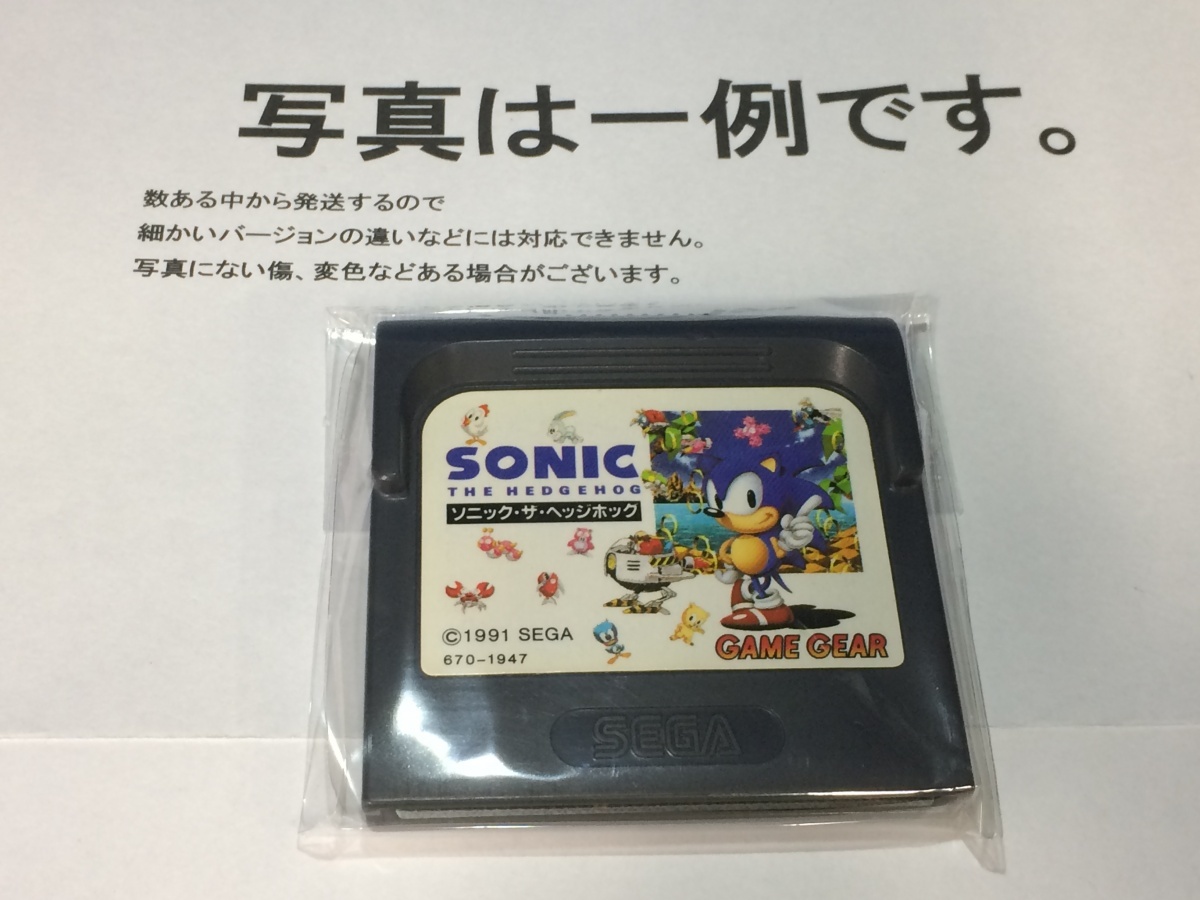 写真は一例です。
数ある中から発送するので
細かいバージョンの違いなどには対応できません。
写真にない傷、変色などある場合がございます。
SONIC
THE HEDGEHOG
ソニック・ザ・ヘッジホッグ
©1991 SEGA
670-1947
GAME GEAR
SEGA